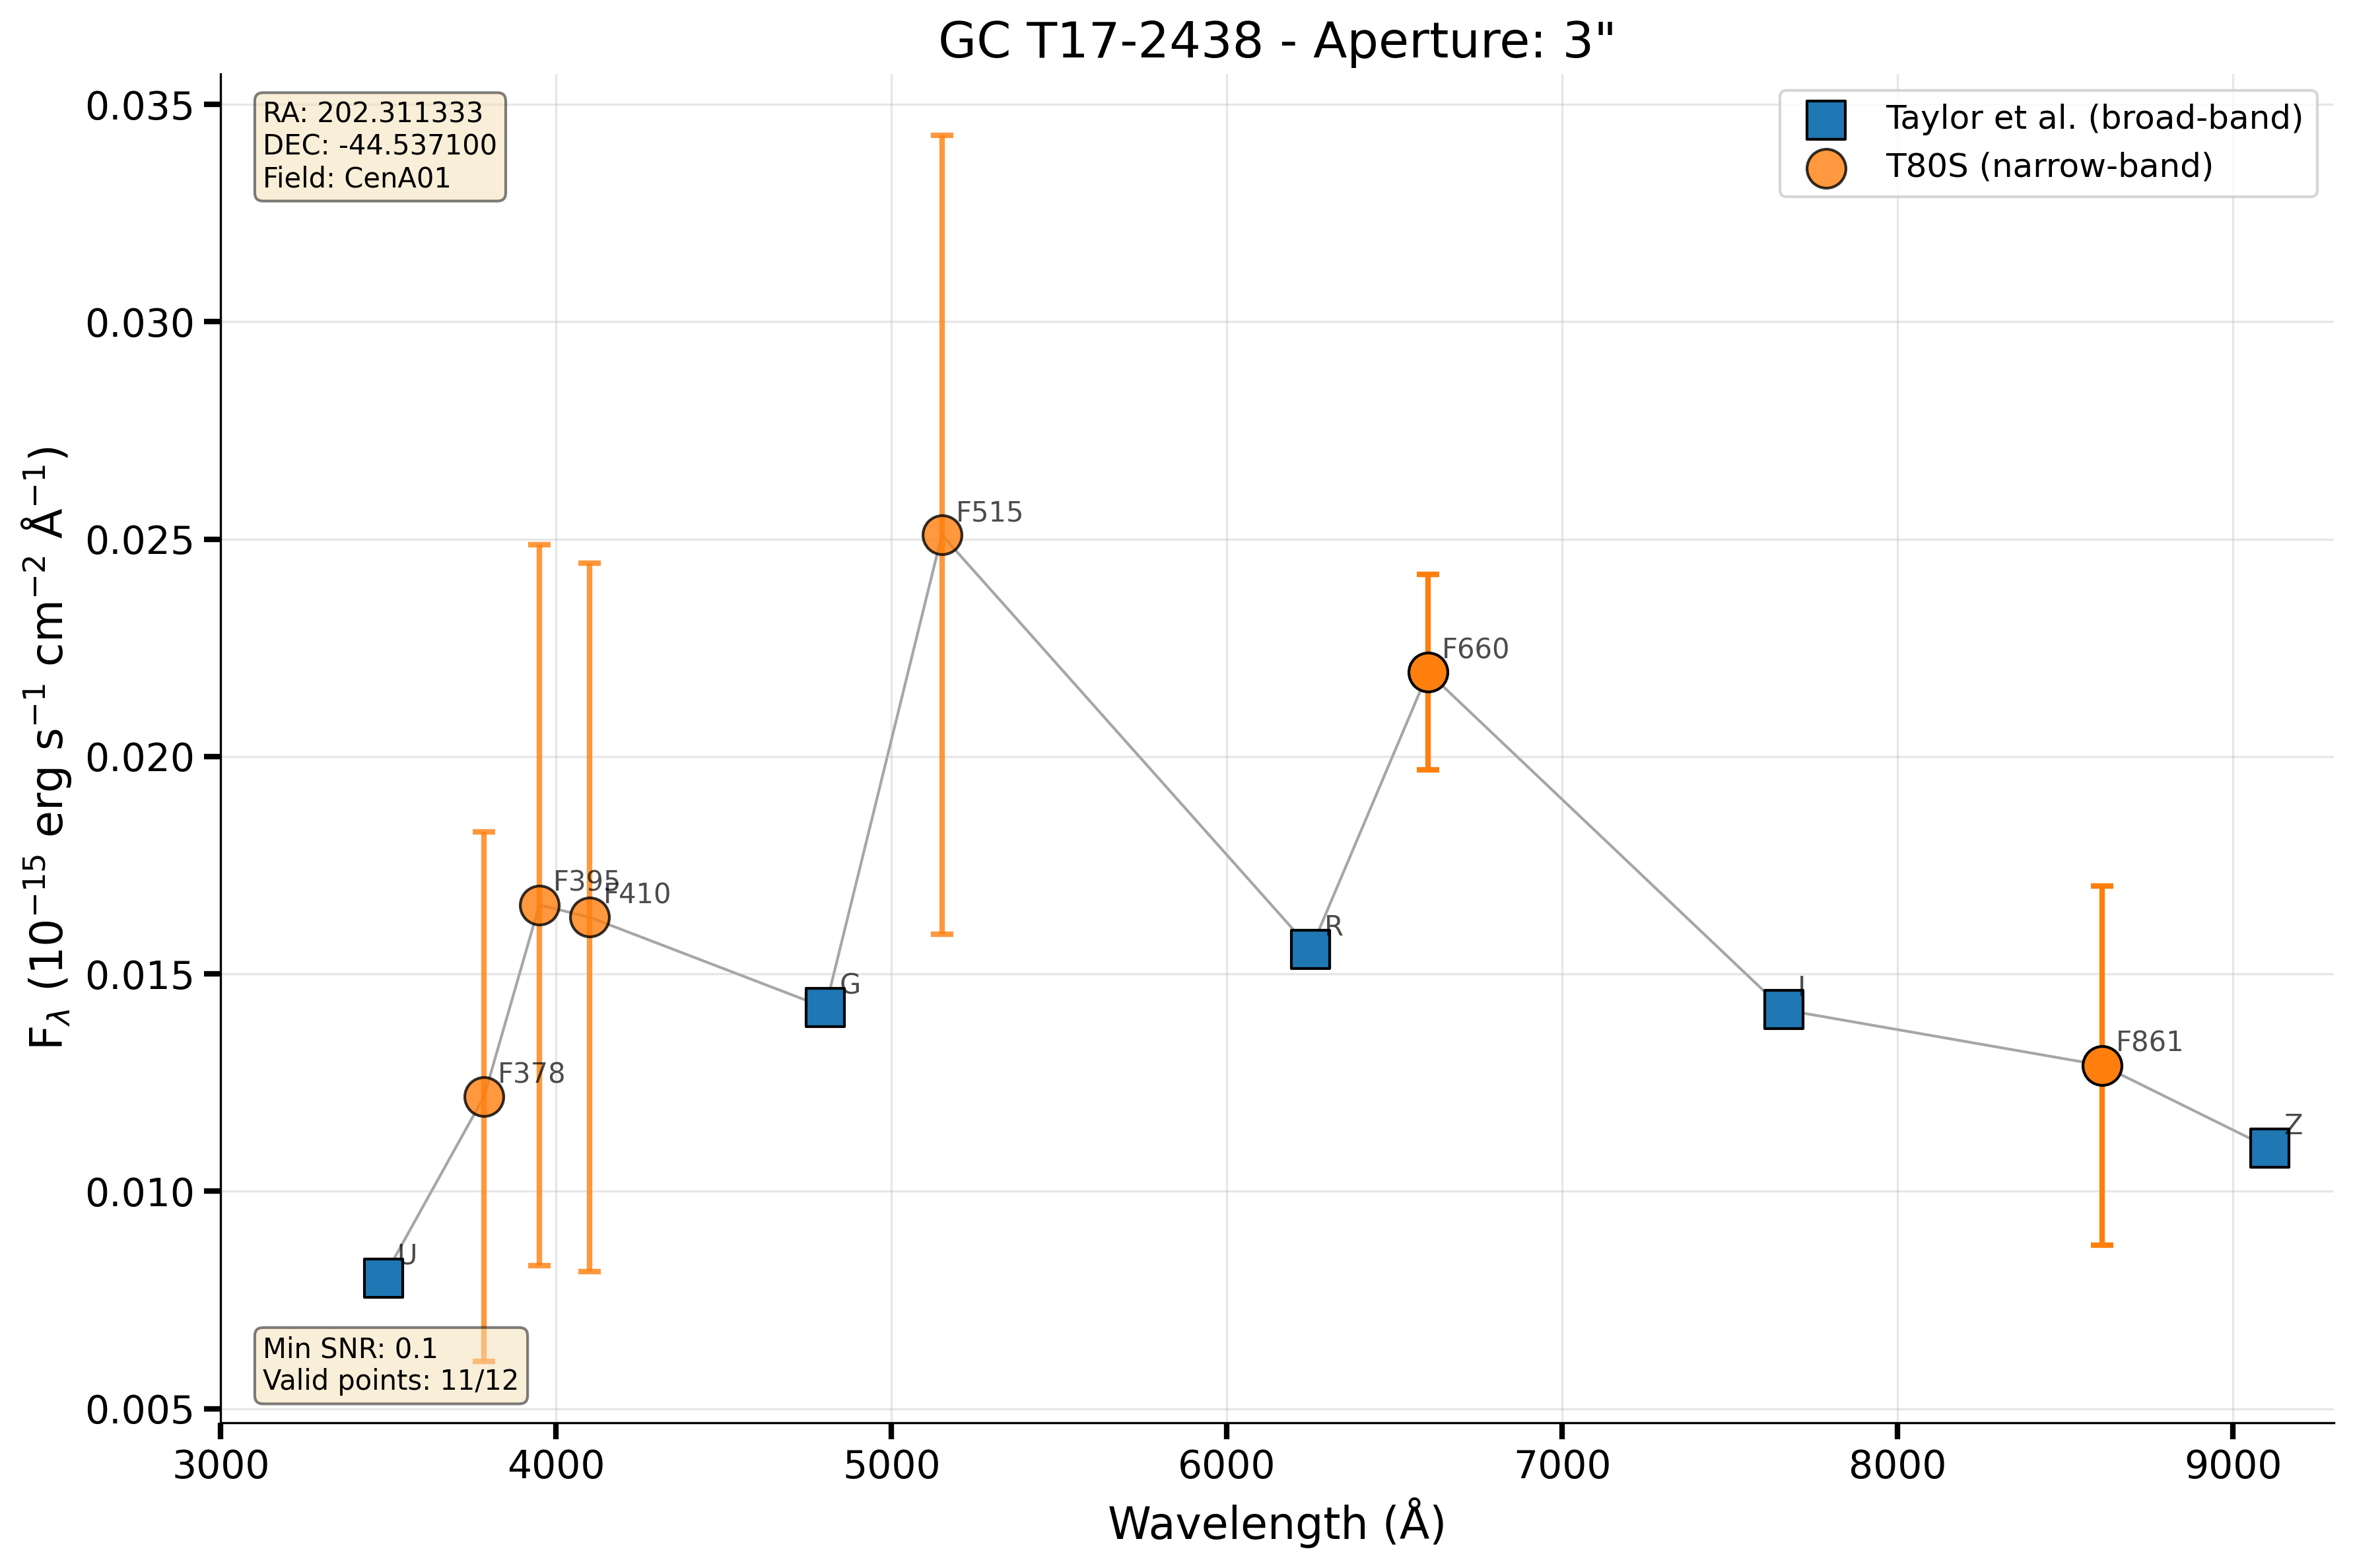 GC T17-2438 - Aperture: 3"
RA: 202.311333
DEC: -44.537100
Field: CenA01
Taylor et al. (broad-band)
T80S (narrow-band)
0.035
0.030
0.025
0.020
0.015
0.010
0.005
F$_\lambda$ (10$^{-15}$ erg s$^{-1}$ cm$^{-2}$ Å$^{-1}$)
U
F378
F395
F410
G
F515
R
F660
I
F861
Z
Min SNR: 0.1
Valid points: 11/12
3000 4000 5000 6000 7000 8000 9000
Wavelength (Å)